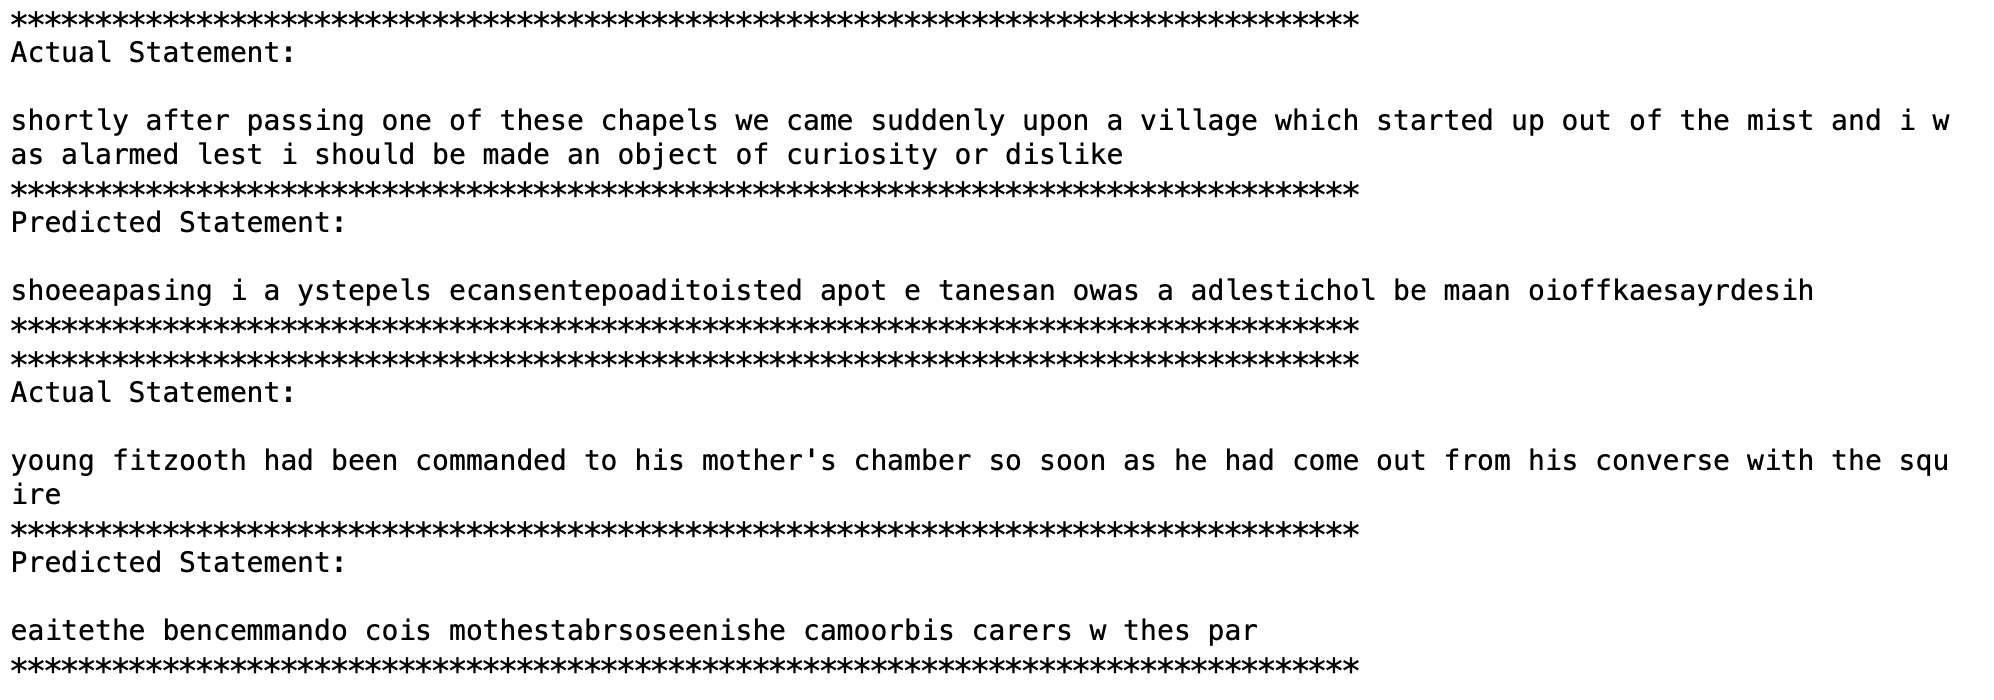 ********************************************************************************
Actual Statement:

shortly after passing one of these chapels we came suddenly upon a village which started up out of the mist and i w
as alarmed lest i should be made an object of curiosity or dislike
********************************************************************************
Predicted Statement:

shoeeapasing i a ystepels ecansentepoaditoisted apot e tanesan owas a adlestichol be maan oioffkaesayrdesih
********************************************************************************
********************************************************************************
Actual Statement:

young fitzooth had been commanded to his mother's chamber so soon as he had come out from his converse with the squ
ire
********************************************************************************
Predicted Statement:

eaitethe bencemmando cois mothestabrsoseenishe camoorbis carers w thes par
********************************************************************************